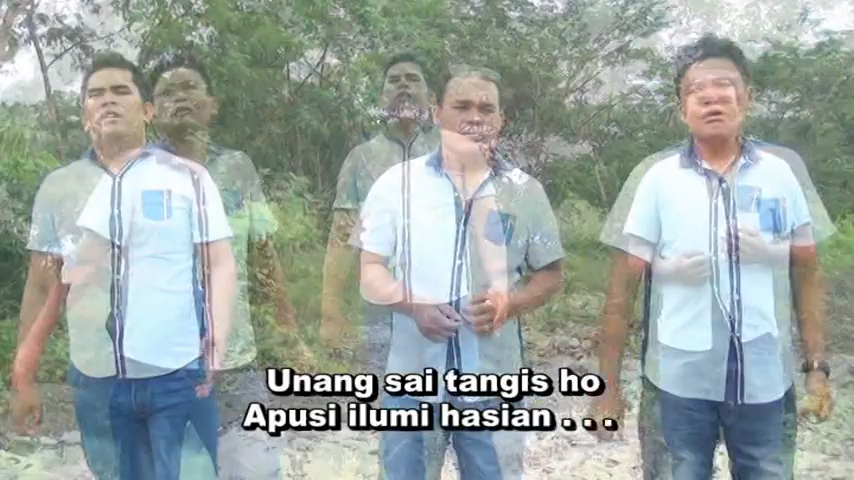 Unang sai tangis ho
Apusi ilumi hasian . . .